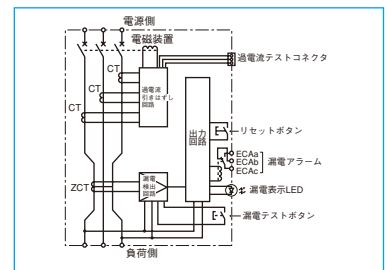 電源側
電磁装置
過電流テストコネクタ
CT
CT
CT
過電流
引きはずし
回路
出力
回路
リセットボタン
ECAa
ECAb
ECAc
漏電アラーム
ZCT
漏電
検出
回路
漏電表示LED
漏電テストボタン
負荷側